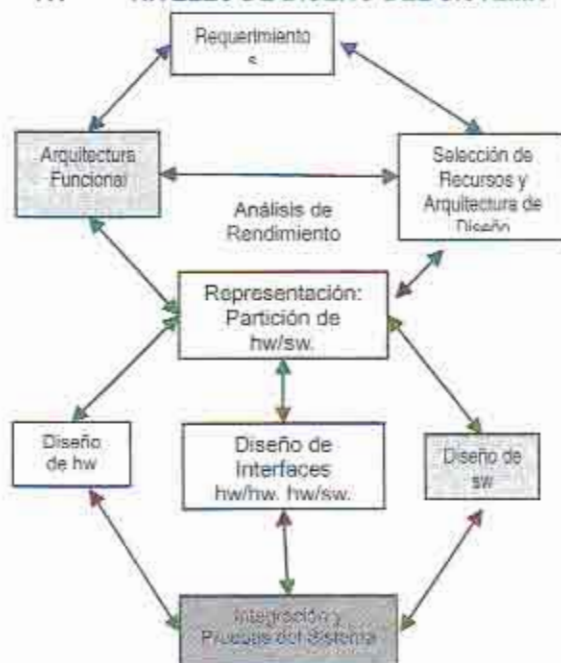 Requerimiento
s
Arquitectura
Funcional
Selección de
Recursos y
Arquitectura de
Diseño
Análisis de
Rendimiento
Representación:
Partición de
hw/sw.
Diseño
de hw
Diseño de
Interfaces
hw/hw. hw/sw.
Diseño de
sw
Integración y
Pruebas del Sistema